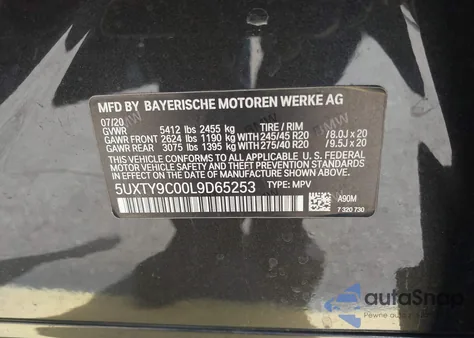 MFD BY BAYERISCHE MOTOREN WERKE AG
07/20
GVWR 5412 lbs 2455 kg TIRE / RIM
GAWR FRONT 2624 lbs 1190 kg WITH 245/45 R20 /8.0J x 20
GAWR REAR 3075 lbs 1395 kg WITH 275/40 R20 /9.5J x 20
THIS VEHICLE CONFORMS TO ALL APPLICABLE U. S. FEDERAL
MOTOR VEHICLE SAFETY, BUMPER, AND THEFT PREVENTION
STANDARDS IN EFFECT ON THE DATE OF MANUFACTURE SHOWN ABOVE.
5UXTY9C00L9D65253 TYPE: MPV
A90M
7 320 730
autoSnap
Pewne auta z